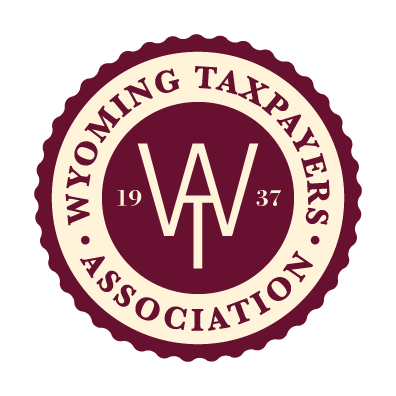 WYOMING TAXPAYERS
19 WT 37
ASSOCIATION